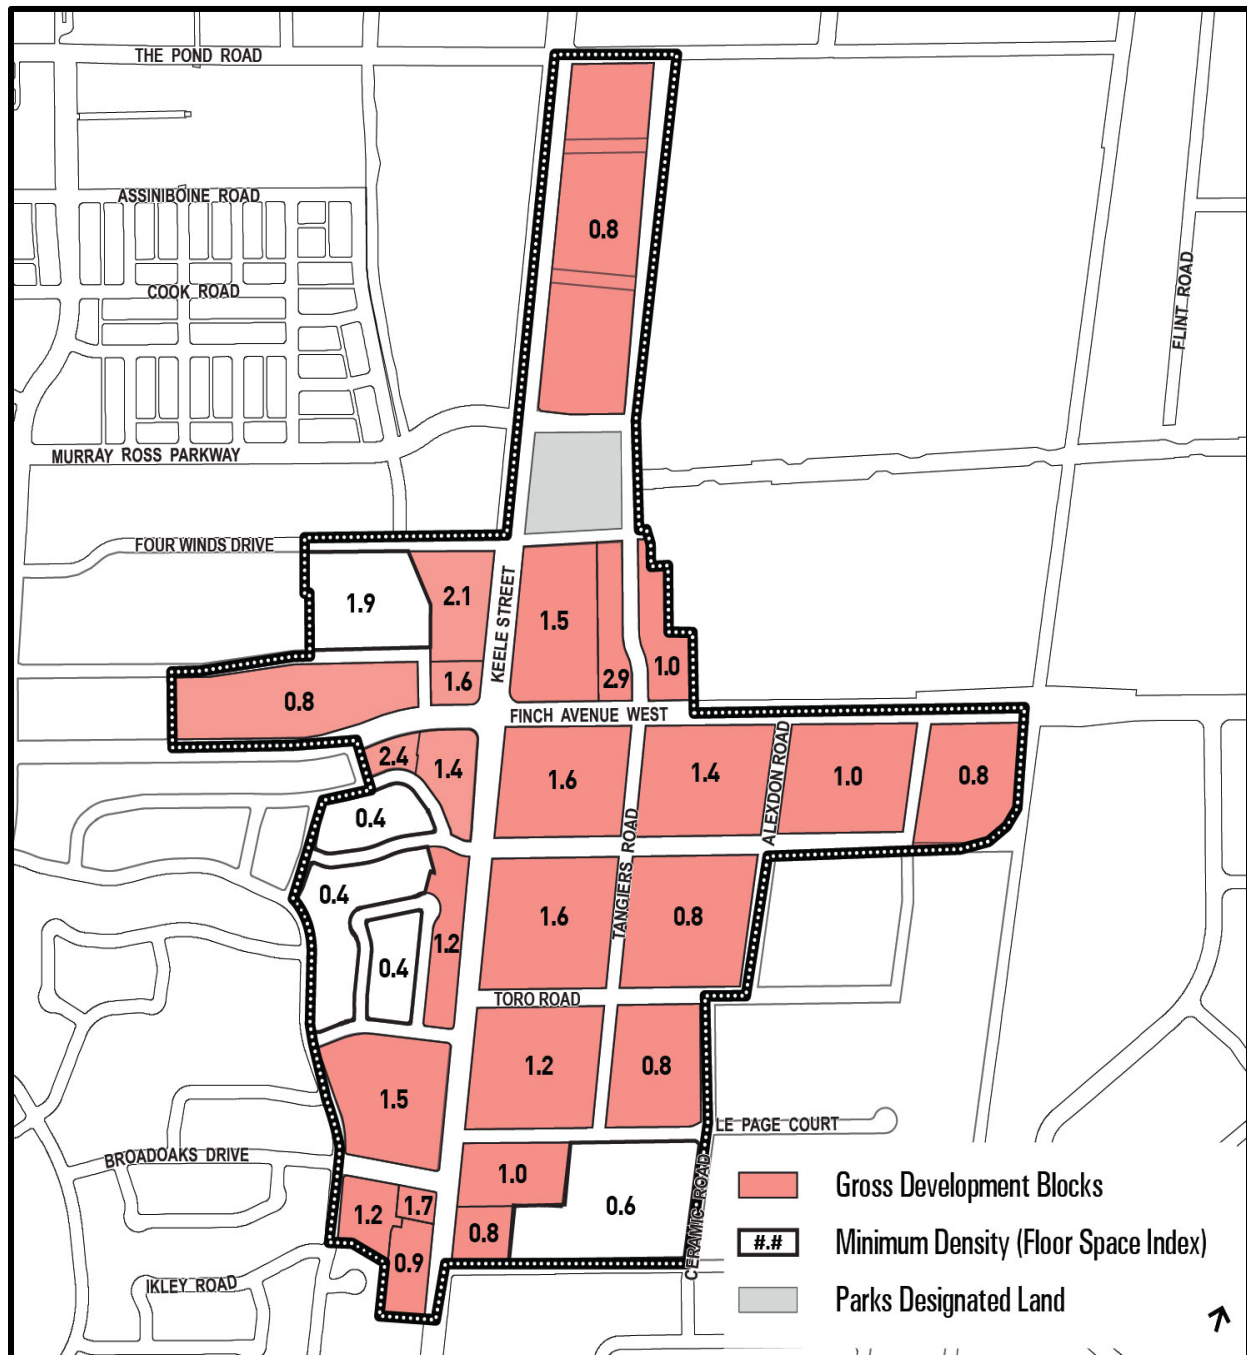 THE POND ROAD
ASSINIBOINE ROAD
0.8
COOK ROAD
FLINT ROAD
MURRAY ROSS PARKWAY
FOUR WINDS DRIVE
1.9
2.1
KEELE STREET
1.5
2.9
1.0
1.6
0.8
FINCH AVENUE WEST
2.4
1.4
1.6
1.4
ALEXDON ROAD
1.0
0.8
0.4
TANGIERS ROAD
0.4
1.2
1.6
0.8
0.4
TORO ROAD
1.5
1.2
0.8
LE PAGE COURT
BROADOAKS DRIVE
1.2
1.7
1.0
0.6
CERAMIC ROAD
0.8
0.9
IKLEY ROAD
Gross Development Blocks
#.# Minimum Density (Floor Space Index)
Parks Designated Land